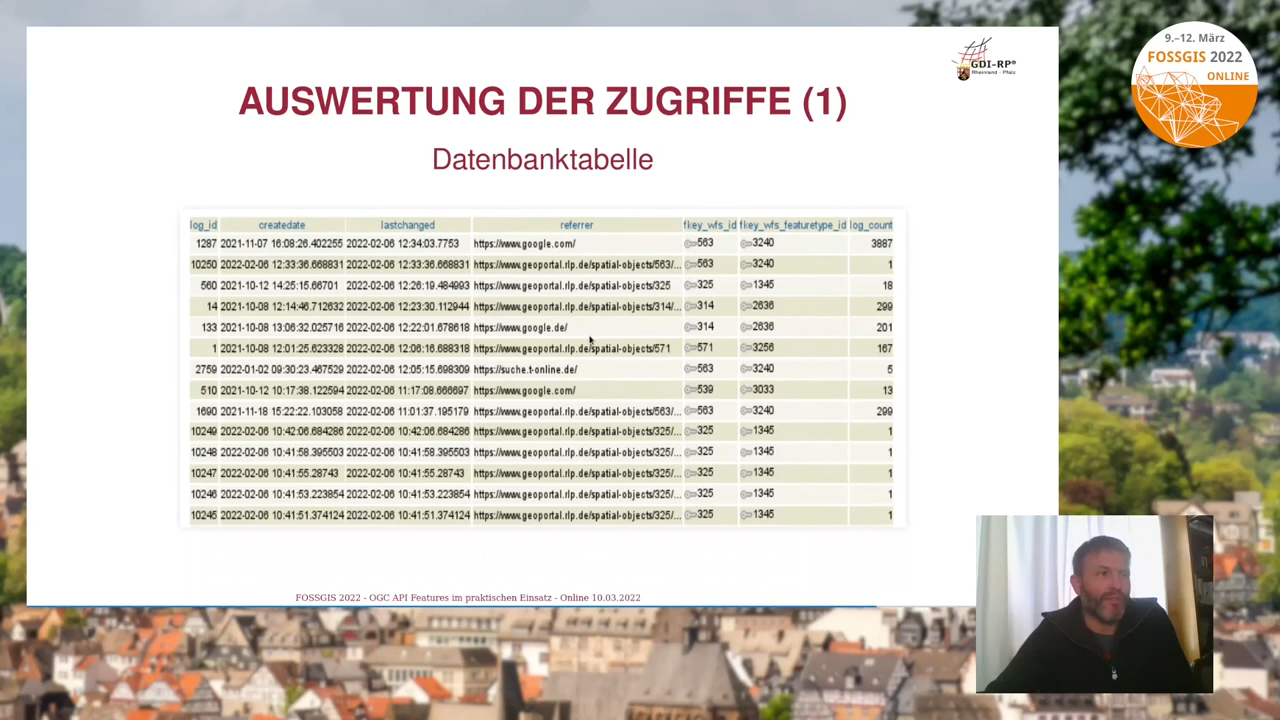 9.–12. März
FOSSGIS 2022
ONLINE
GDI-RP®
Rheinland - Pfalz
AUSWERTUNG DER ZUGRIFFE (1)
Datenbanktabelle
log_id createdate lastchanged referrer fkey_wfs_id fkey_wfs_featuretype_id log_count
1287 2021-11-07 16:08:26.402255 2022-02-06 12:34:03.7753 https://www.google.com/ 563 3240 3887
10250 2022-02-06 12:33:36.668831 2022-02-06 12:33:36.668831 https://www.geoportal.rlp.de/spatial-objects/563/... 563 3240 1
560 2021-10-12 14:25:15.66701 2022-02-06 12:26:19.484993 https://www.geoportal.rlp.de/spatial-objects/325 325 1345 18
14 2021-10-08 12:14:46.712632 2022-02-06 12:23:30.112944 https://www.geoportal.rlp.de/spatial-objects/314/... 314 2636 299
133 2021-10-08 13:06:32.025716 2022-02-06 12:22:01.678618 https://www.google.de/ 314 2636 201
1 2021-10-08 12:01:25.623328 2022-02-06 12:06:16.688318 https://www.geoportal.rlp.de/spatial-objects/571 571 3256 167
2759 2022-01-02 09:30:23.467529 2022-02-06 12:05:15.698309 https://suche.t-online.de/ 563 3240 5
510 2021-10-12 10:17:38.122594 2022-02-06 11:17:08.666697 https://www.google.com/ 539 3033 13
1690 2021-11-18 15:22:22.103058 2022-02-06 11:01:37.195179 https://www.geoportal.rlp.de/spatial-objects/563/... 563 3240 299
10249 2022-02-06 10:42:06.684286 2022-02-06 10:42:06.684286 https://www.geoportal.rlp.de/spatial-objects/325/... 325 1345 1
10248 2022-02-06 10:41:58.395503 2022-02-06 10:41:58.395503 https://www.geoportal.rlp.de/spatial-objects/325/... 325 1345 1
10247 2022-02-06 10:41:55.28743 2022-02-06 10:41:55.28743 https://www.geoportal.rlp.de/spatial-objects/325/... 325 1345 1
10246 2022-02-06 10:41:53.223854 2022-02-06 10:41:53.223854 https://www.geoportal.rlp.de/spatial-objects/325/... 325 1345 1
10245 2022-02-06 10:41:51.374124 2022-02-06 10:41:51.374124 https://www.geoportal.rlp.de/spatial-objects/325/... 325 1345 1
FOSSGIS 2022 - OGC API Features im praktischen Einsatz - Online 10.03.2022